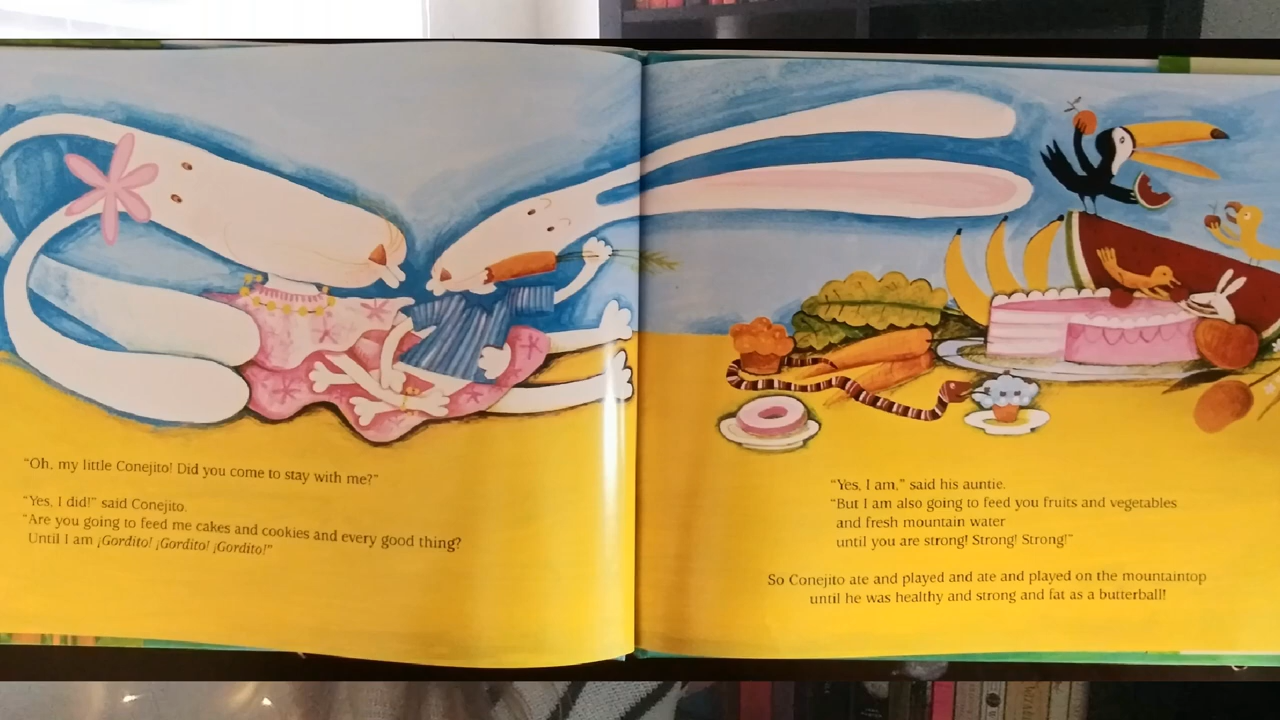 “Oh, my little Conejito! Did you come to stay with me?”
“Yes, I did!” said Conejito.
“Are you going to feed me cakes and cookies and every good thing?
Until I am ¡Gordito! ¡Gordito! ¡Gordito!”
“Yes, I am,” said his auntie.
“But I am also going to feed you fruits and vegetables
and fresh mountain water
until you are strong! Strong! Strong!”
So Conejito ate and played and ate and played on the mountaintop
until he was healthy and strong and fat as a butterball!